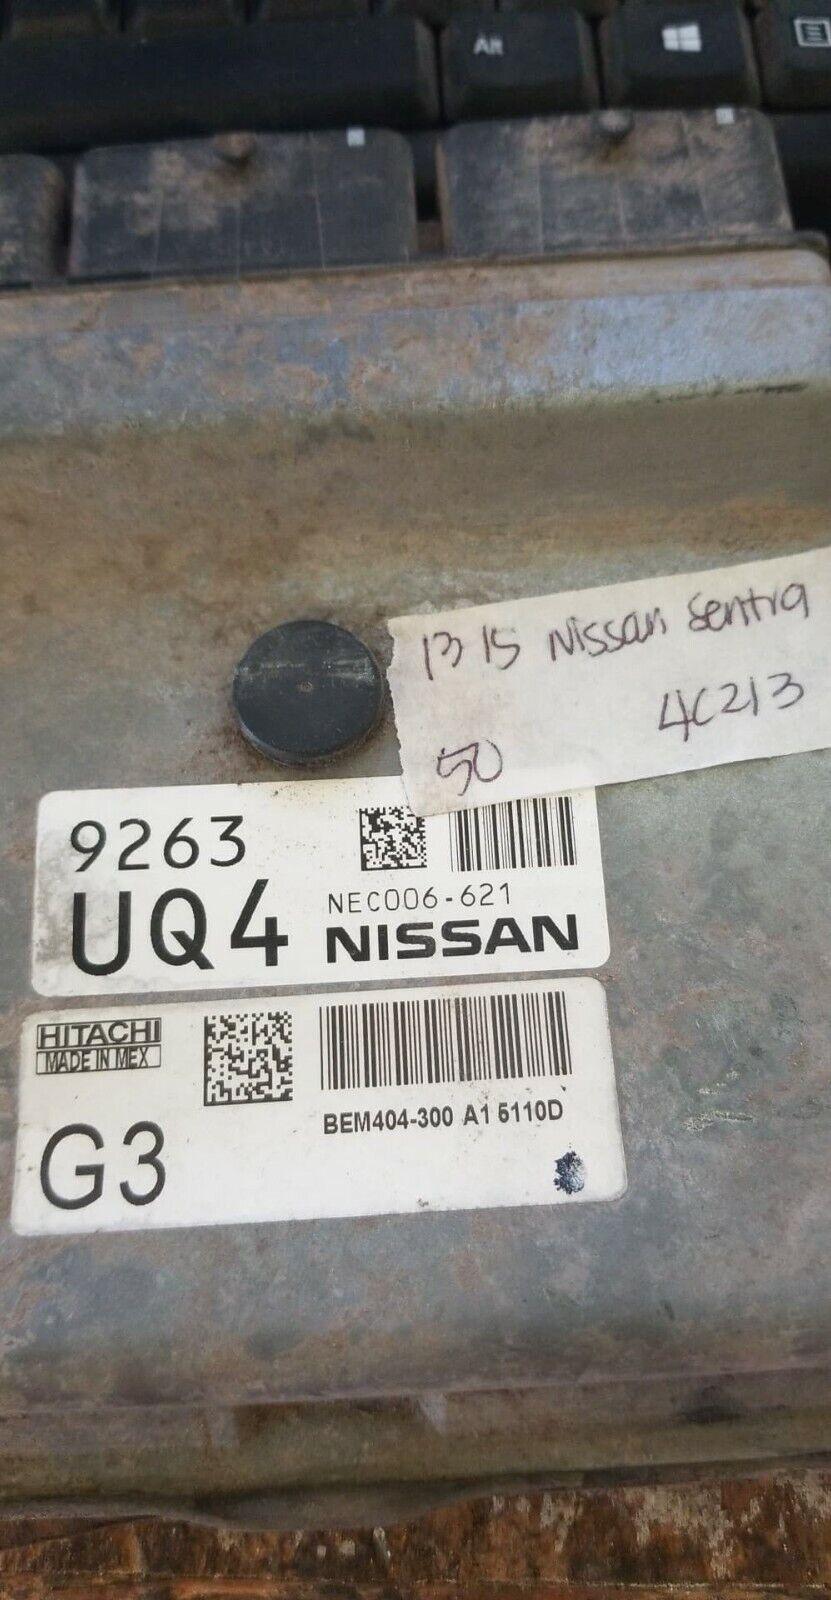 Alt
13 15 Nissan Sentra
50 4C213
9263
UQ4
NEC006-621
NISSAN
HITACHI
MADE IN MEX
G3
BEM404-300 A1 5110D